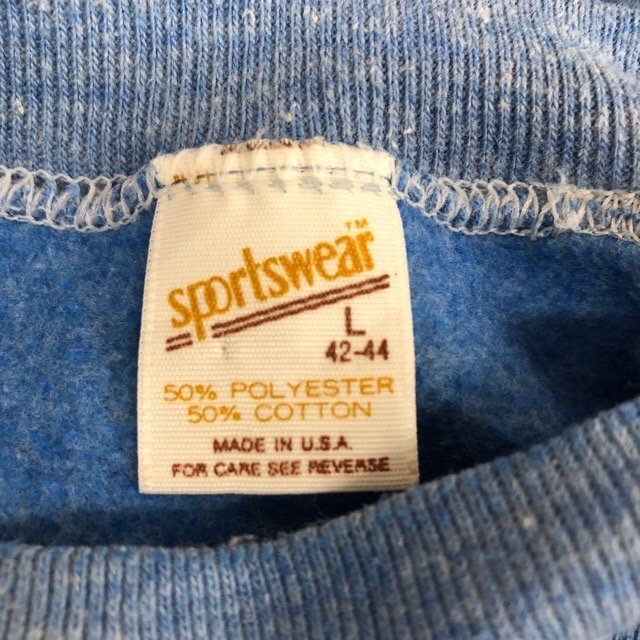 sportswear™
L
42-44
50% POLYESTER
50% COTTON
MADE IN U.S.A.
FOR CARE SEE REVERSE